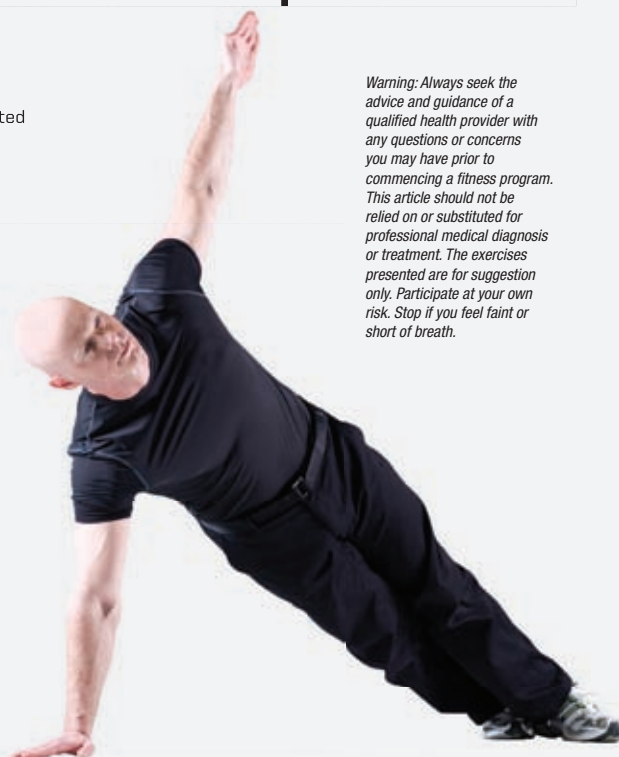 ted
Warning: Always seek the
advice and guidance of a
qualified health provider with
any questions or concerns
you may have prior to
commencing a fitness program.
This article should not be
relied on or substituted for
professional medical diagnosis
or treatment. The exercises
presented are for suggestion
only. Participate at your own
risk. Stop if you feel faint or
short of breath.